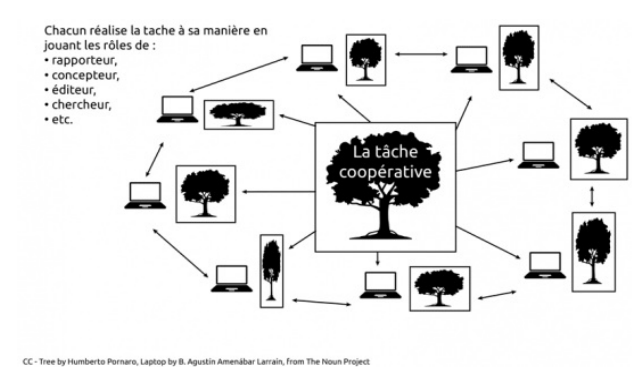 Chacun réalise la tache à sa manière en
jouant les rôles de :
• rapporteur,
• concepteur,
• éditeur,
• chercheur,
• etc.
La tâche
coopérative
CC - Tree by Humberto Pornaro, Laptop by B. Agustín Amenábar Larraín, from The Noun Project